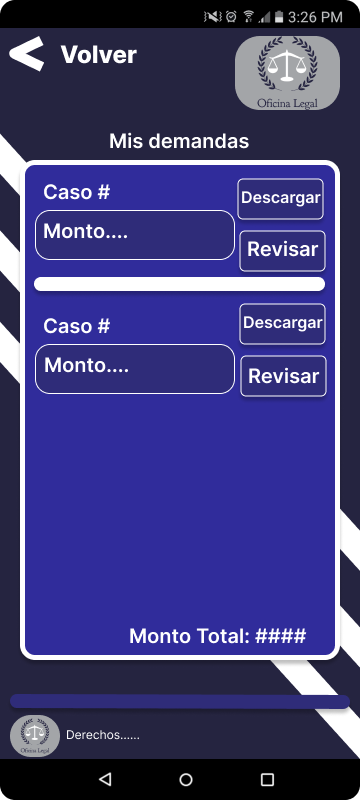 3:26 PM
Volver
Oficina Legal
Mis demandas
Caso #
Descargar
Monto....
Revisar
Caso #
Descargar
Monto....
Revisar
Monto Total: ####
Oficina Legal
Derechos......